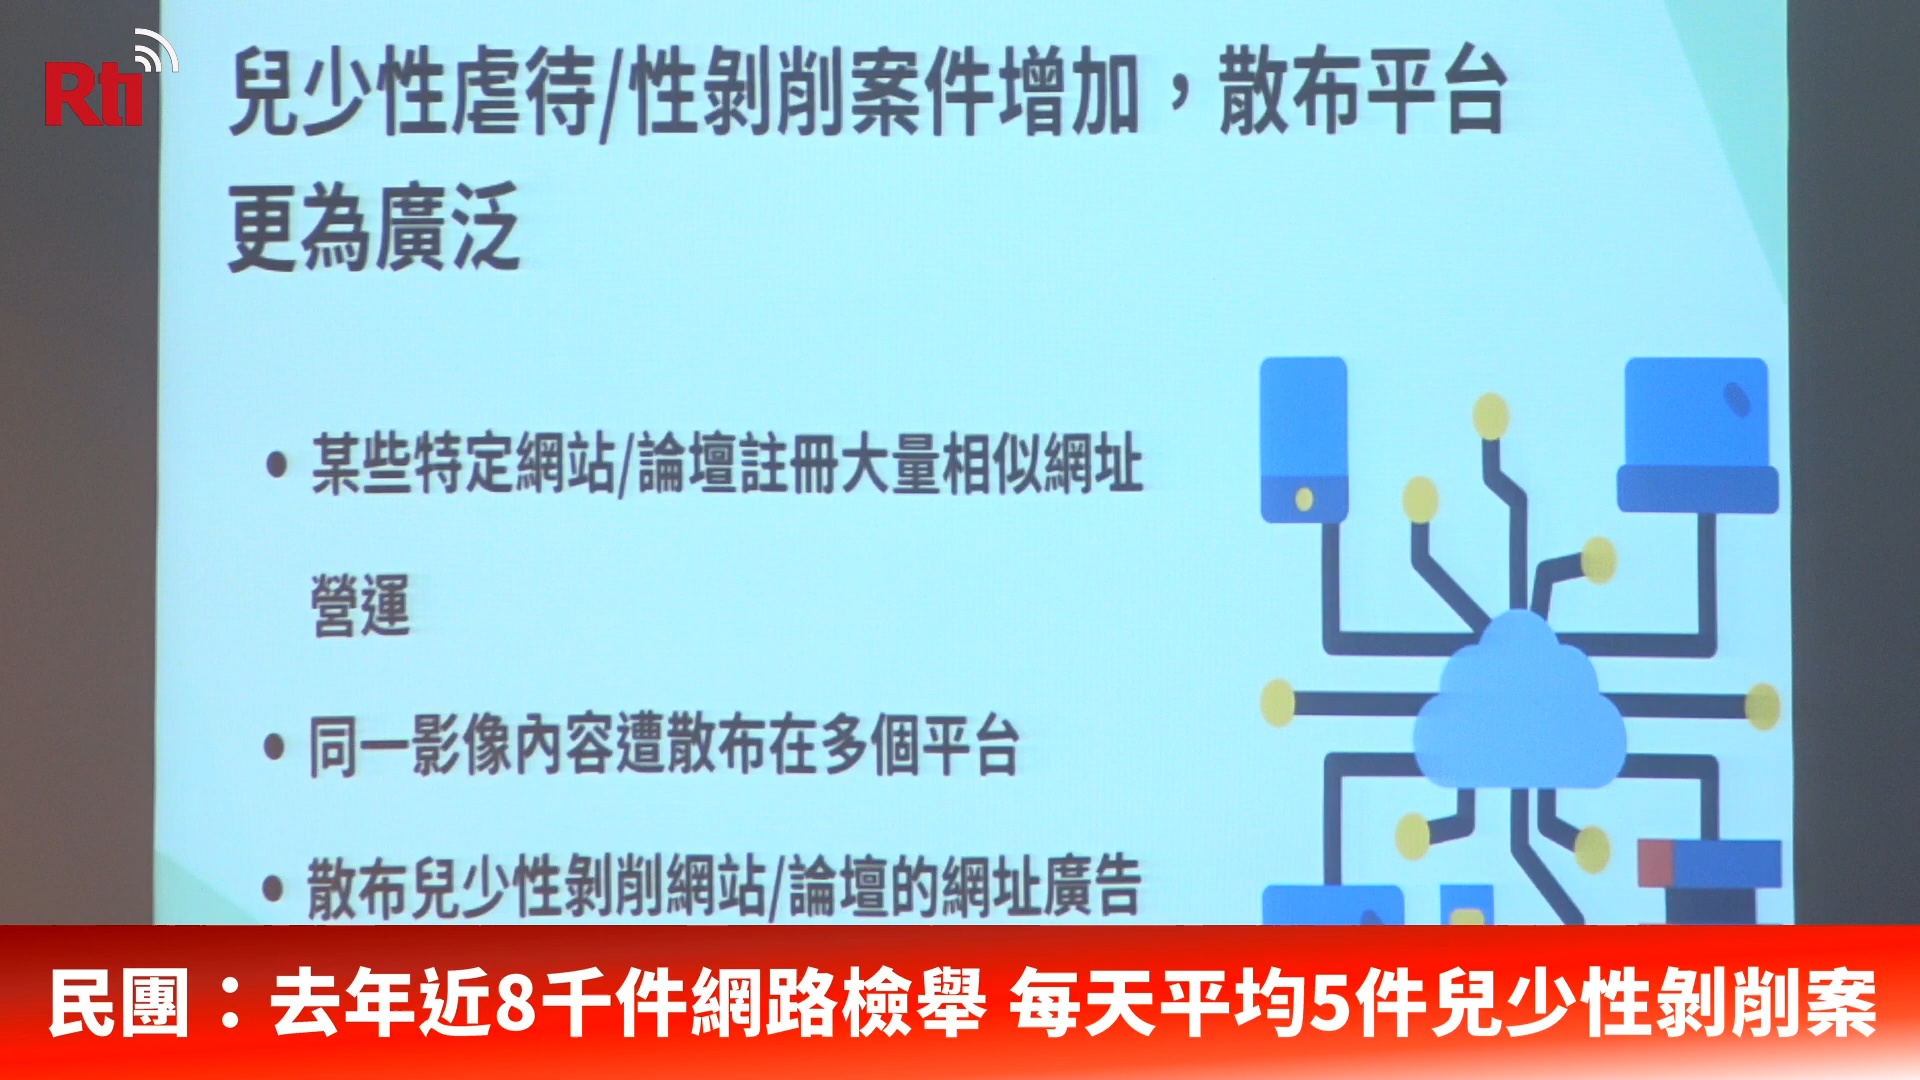 Rti
兒少性虐待/性剝削案件增加，散布平台
更為廣泛
• 某些特定網站/論壇註冊大量相似網址
營運
• 同一影像內容遭散布在多個平台
• 散布兒少性剝削網站/論壇的網址廣告
民團：去年近8千件網路檢舉 每天平均5件兒少性剝削案